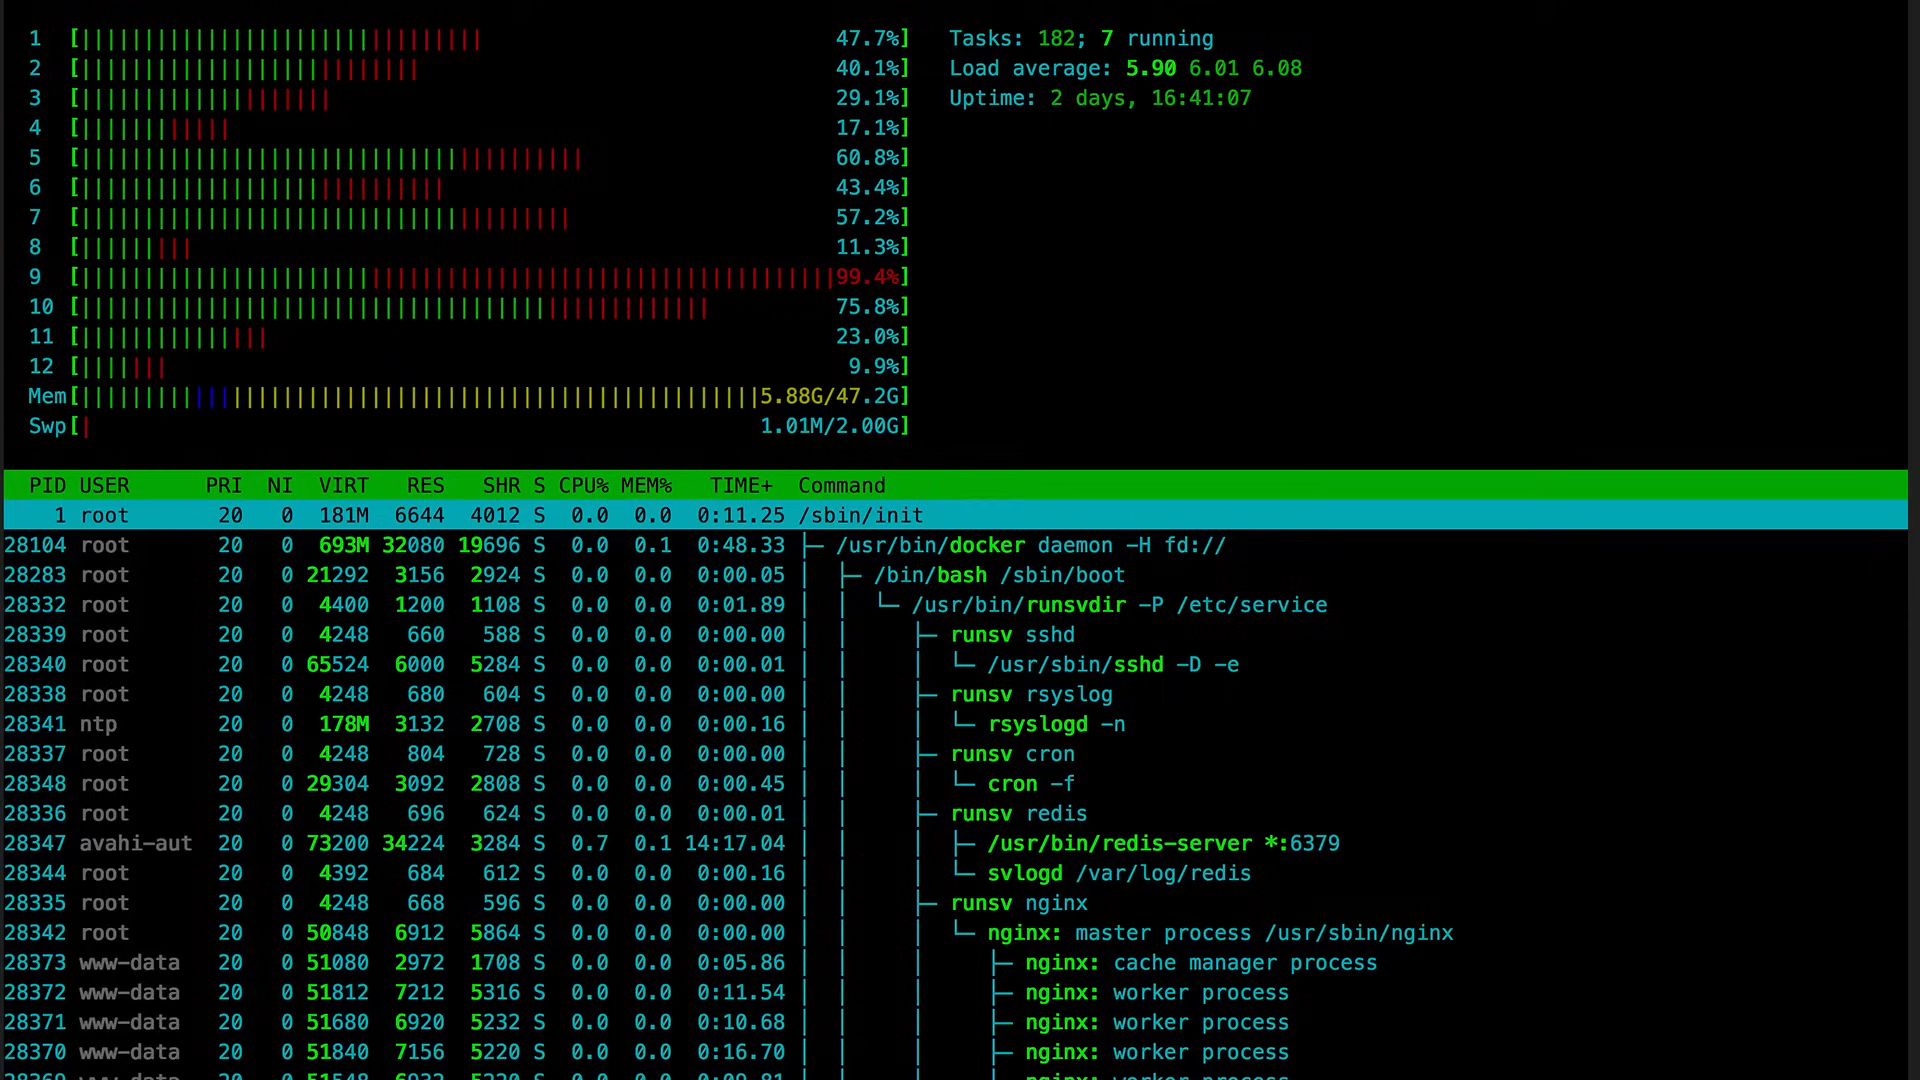 1 [ 47.7%] Tasks: 182; 7 running
2 [ 40.1%] Load average: 5.90 6.01 6.08
3 [ 29.1%] Uptime: 2 days, 16:41:07
4 [ 17.1%]
5 [ 60.8%]
6 [ 43.4%]
7 [ 57.2%]
8 [ 11.3%]
9 [ 99.4%]
10 [ 75.8%]
11 [ 23.0%]
12 [ 9.9%]
Mem[ 5.88G/47.2G]
Swp[ 1.01M/2.00G]
PID USER PRI NI VIRT RES SHR S CPU% MEM% TIME+ Command
1 root 20 0 181M 6644 4012 S 0.0 0.0 0:11.25 /sbin/init
28104 root 20 0 693M 32080 19696 S 0.0 0.1 0:48.33 ├─ /usr/bin/docker daemon -H fd://
28283 root 20 0 21292 3156 2924 S 0.0 0.0 0:00.05 │ ├─ /bin/bash /sbin/boot
28332 root 20 0 4400 1200 1108 S 0.0 0.0 0:01.89 │ │ └─ /usr/bin/runsvdir -P /etc/service
28339 root 20 0 4248 660 588 S 0.0 0.0 0:00.00 │ │ ├─ runsv sshd
28340 root 20 0 65524 6000 5284 S 0.0 0.0 0:00.01 │ │ │ └─ /usr/sbin/sshd -D -e
28338 root 20 0 4248 680 604 S 0.0 0.0 0:00.00 │ │ ├─ runsv rsyslog
28341 ntp 20 0 178M 3132 2708 S 0.0 0.0 0:00.16 │ │ │ └─ rsyslogd -n
28337 root 20 0 4248 804 728 S 0.0 0.0 0:00.00 │ │ ├─ runsv cron
28348 root 20 0 29304 3092 2808 S 0.0 0.0 0:00.45 │ │ │ └─ cron -f
28336 root 20 0 4248 696 624 S 0.0 0.0 0:00.01 │ │ ├─ runsv redis
28347 avahi-aut 20 0 73200 34224 3284 S 0.7 0.1 14:17.04 │ │ │ ├─ /usr/bin/redis-server *:6379
28344 root 20 0 4392 684 612 S 0.0 0.0 0:00.16 │ │ │ └─ svlogd /var/log/redis
28335 root 20 0 4248 668 596 S 0.0 0.0 0:00.00 │ │ ├─ runsv nginx
28342 root 20 0 50848 6912 5864 S 0.0 0.0 0:00.00 │ │ │ └─ nginx: master process /usr/sbin/nginx
28373 www-data 20 0 51080 2972 1708 S 0.0 0.0 0:05.86 │ │ │ ├─ nginx: cache manager process
28372 www-data 20 0 51812 7212 5316 S 0.0 0.0 0:11.54 │ │ │ ├─ nginx: worker process
28371 www-data 20 0 51680 6920 5232 S 0.0 0.0 0:10.68 │ │ │ ├─ nginx: worker process
28370 www-data 20 0 51840 7156 5220 S 0.0 0.0 0:16.70 │ │ │ ├─ nginx: worker process